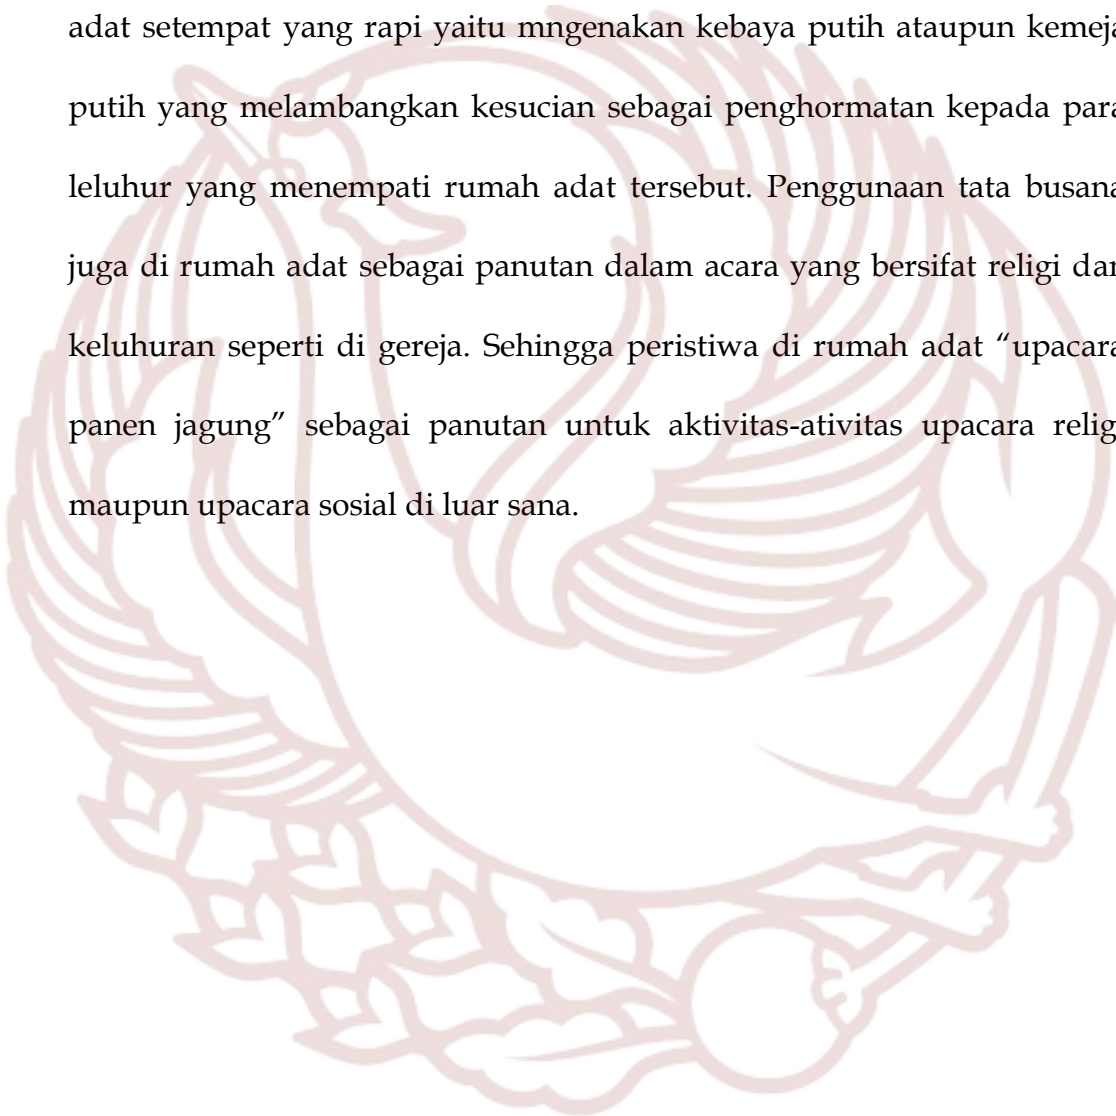 adat setempat yang rapi yaitu mngenakan kebaya putih ataupun kemeja
putih yang melambangkan kesucian sebagai penghormatan kepada para
leluhur yang menempati rumah adat tersebut. Penggunaan tata busana
juga di rumah adat sebagai panutan dalam acara yang bersifat religi dan
keluhuran seperti di gereja. Sehingga peristiwa di rumah adat “upacara
panen jagung” sebagai panutan untuk aktivitas-ativitas upacara religi
maupun upacara sosial di luar sana.